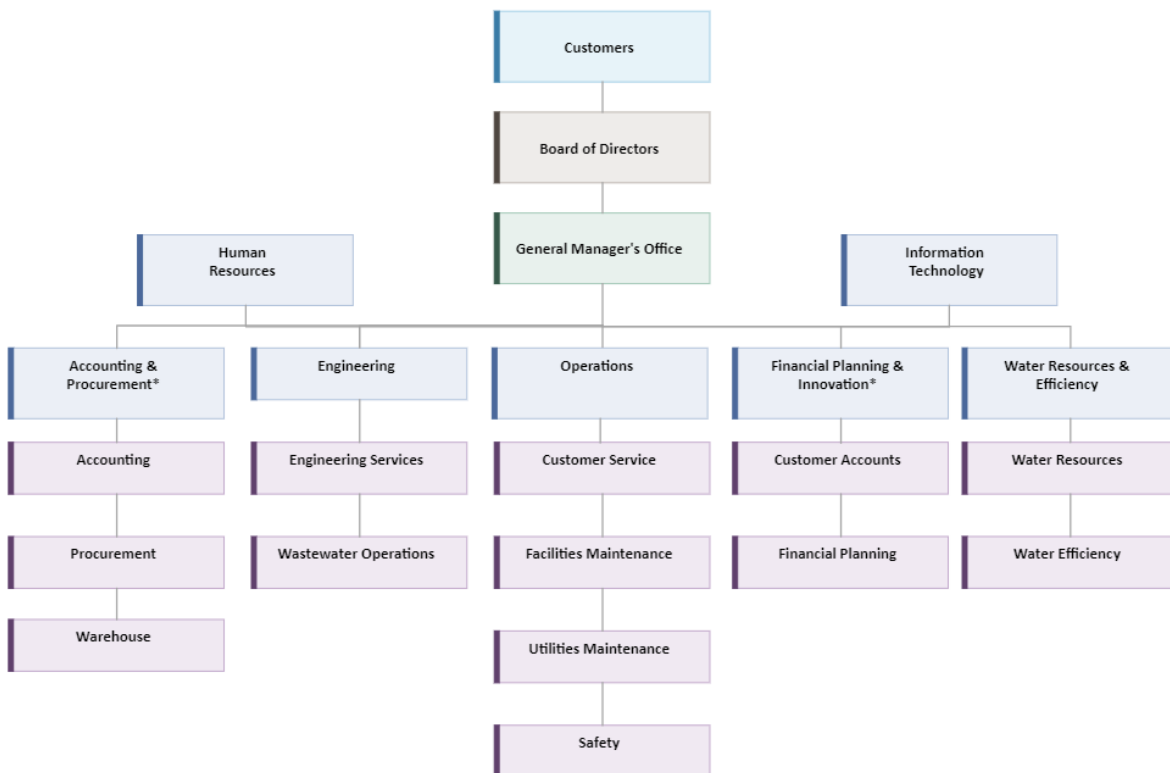 Customers
Board of Directors
General Manager's Office
Human
Resources
Information
Technology
Accounting &
Procurement*
Engineering
Operations
Financial Planning &
Innovation*
Water Resources &
Efficiency
Accounting
Engineering Services
Customer Service
Customer Accounts
Water Resources
Procurement
Wastewater Operations
Facilities Maintenance
Financial Planning
Water Efficiency
Warehouse
Utilities Maintenance
Safety